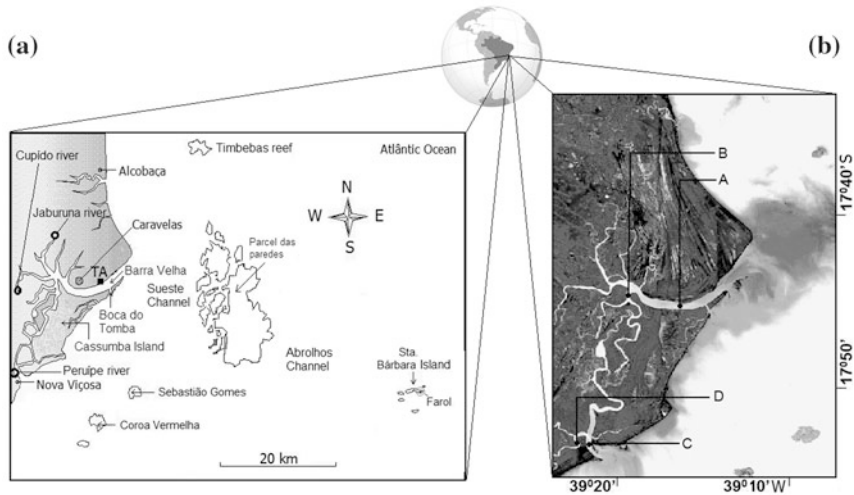 (a)
(b)
Timbebas reef
Atlântic Ocean
Cupído river
Alcobaça
Jaburuna river
Caravelas
N
W
E
S
Parcel das
paredes
TA
Barra Velha
Sueste
Channel
Boca do
Tomba
Cassumba Island
Abrolhos
Channel
Sta.
Bárbara Island
Peruípe river
Nova Viçosa
Sebastião Gomes
Farol
Coroa Vermelha
20 km
B
A
D
C
17º40'S
17º50'
39º20'
39º10'W